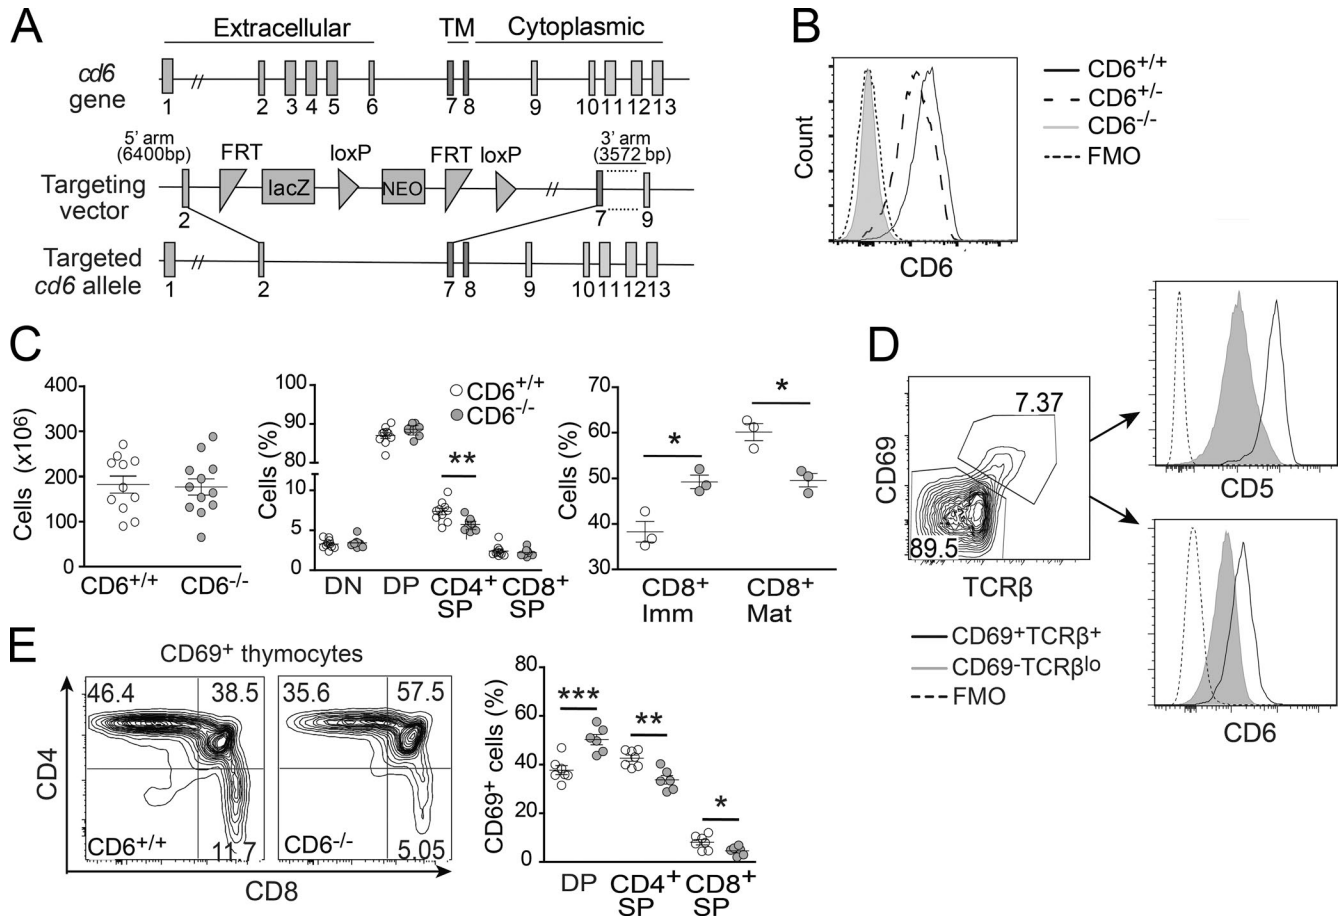 A
Extracellular TM Cytoplasmic
cd6
gene
1 // 2 3 4 5 6 7 8 9 10 11 12 13
5' arm
(6400bp)
FRT loxP FRT loxP
3' arm
(3572 bp)
Targeting
vector
lacZ NEO //
2 7 9
Targeted
cd6 allele
//
1 2 7 8 9 10 11 12 13
B
Count
CD6
CD6+/+
CD6+/-
CD6-/-
FMO
C
Cells (x10⁶)
400
300
200
100
0
CD6+/+ CD6-/-
Cells (%)
100
90
80
10
5
0
CD6+/+
CD6-/-
**
DN DP CD4+ CD8+
SP SP
Cells (%)
70
60
50
40
30
* *
CD8+ CD8+
Imm Mat
D
CD69
7.37
89.5
TCRβ
CD5
CD6
CD69+TCRβ+
CD69-TCRβlo
FMO
E
CD69+ thymocytes
CD4
46.4 38.5
CD6+/+ 11.7
35.6 57.5
CD6-/- 5.05
CD8
CD69+ cells (%)
80
60
40
20
0
*** ** *
DP CD4+ CD8+
SP SP